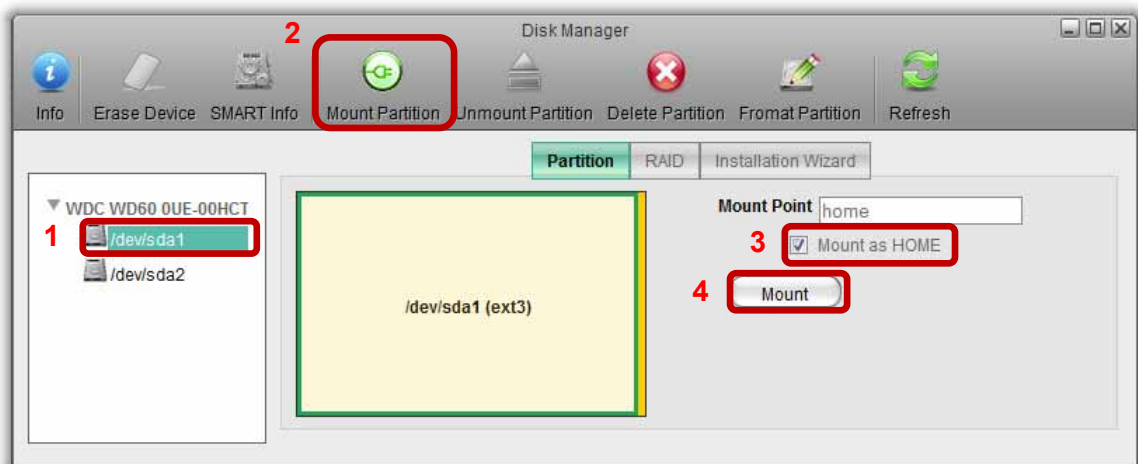 Disk Manager
2
Info Erase Device SMART Info Mount Partition Unmount Partition Delete Partition Fromat Partition Refresh
Partition RAID Installation Wizard
WDC WD60 0UE-00HCT
1 /dev/sda1
/dev/sda2
/dev/sda1 (ext3)
Mount Point home
3 Mount as HOME
4 Mount